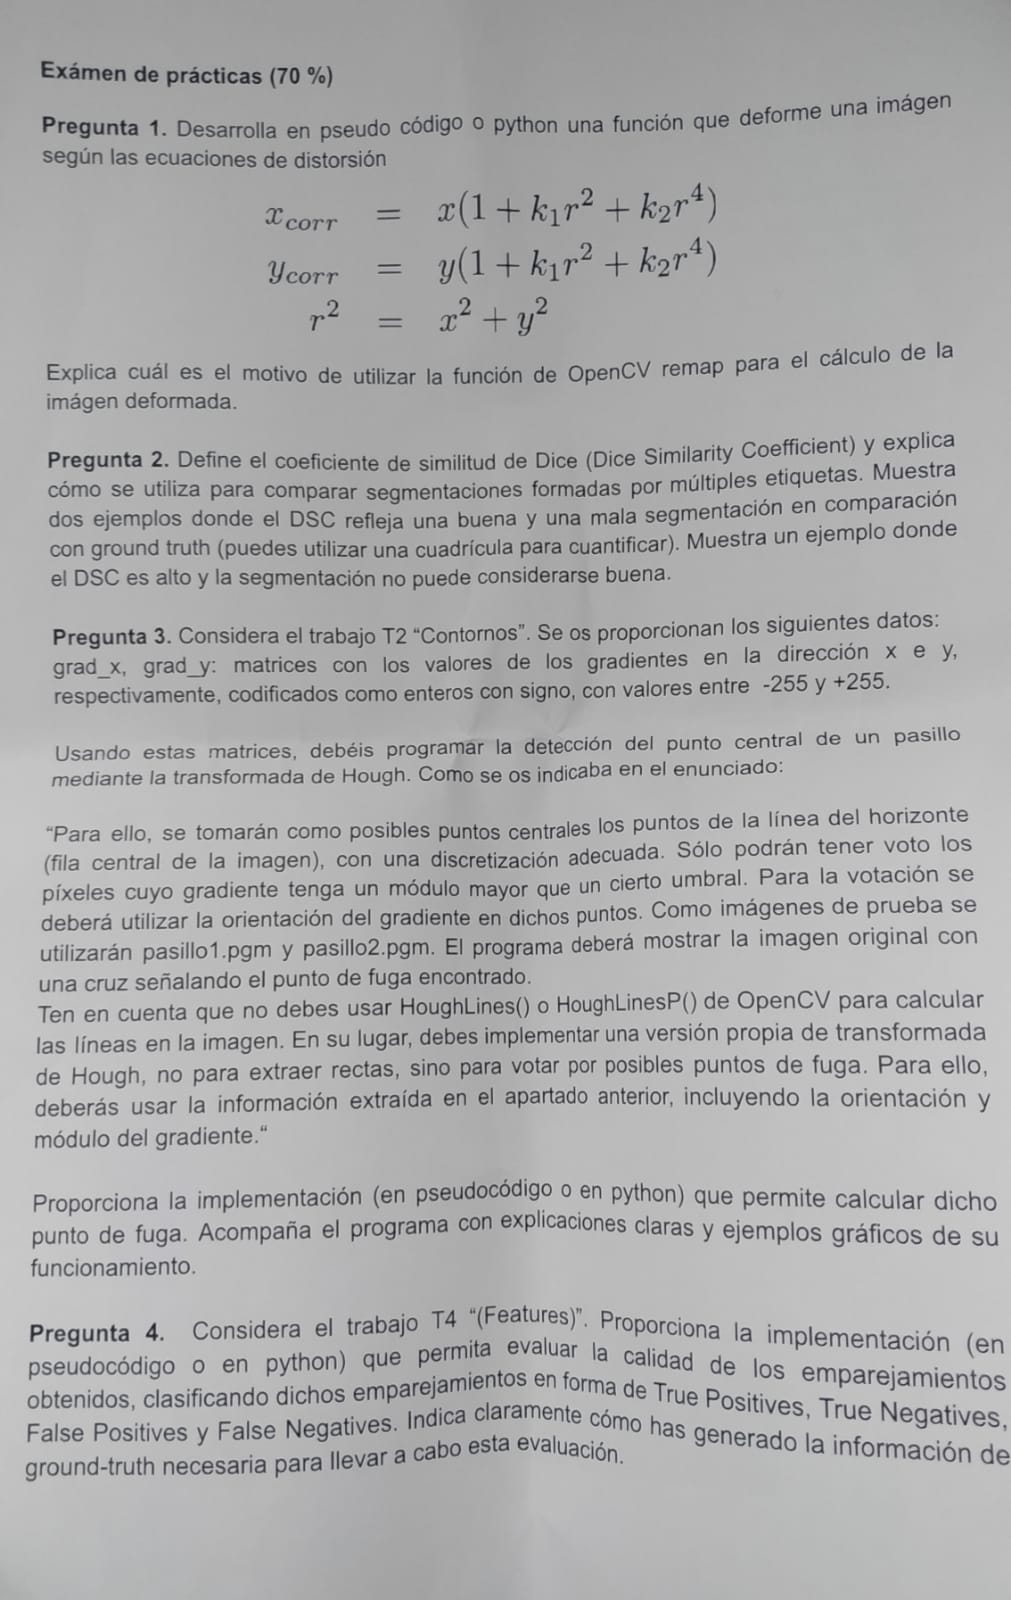 Exámen de prácticas (70 %)
Pregunta 1. Desarrolla en pseudo código o python una función que deforme una imágen
según las ecuaciones de distorsión
x_corr = x(1 + k₁r² + k₂r⁴)
y_corr = y(1 + k₁r² + k₂r⁴)
r² = x² + y²
Explica cuál es el motivo de utilizar la función de OpenCV remap para el cálculo de la
imágen deformada.
Pregunta 2. Define el coeficiente de similitud de Dice (Dice Similarity Coefficient) y explica
cómo se utiliza para comparar segmentaciones formadas por múltiples etiquetas. Muestra
dos ejemplos donde el DSC refleja una buena y una mala segmentación en comparación
con ground truth (puedes utilizar una cuadrícula para cuantificar). Muestra un ejemplo donde
el DSC es alto y la segmentación no puede considerarse buena.
Pregunta 3. Considera el trabajo T2 “Contornos”. Se os proporcionan los siguientes datos:
grad_x, grad_y: matrices con los valores de los gradientes en la dirección x e y,
respectivamente, codificados como enteros con signo, con valores entre -255 y +255.
Usando estas matrices, debéis programar la detección del punto central de un pasillo
mediante la transformada de Hough. Como se os indicaba en el enunciado:
“Para ello, se tomarán como posibles puntos centrales los puntos de la línea del horizonte
(fila central de la imagen), con una discretización adecuada. Sólo podrán tener voto los
píxeles cuyo gradiente tenga un módulo mayor que un cierto umbral. Para la votación se
deberá utilizar la orientación del gradiente en dichos puntos. Como imágenes de prueba se
utilizarán pasillo1.pgm y pasillo2.pgm. El programa deberá mostrar la imagen original con
una cruz señalando el punto de fuga encontrado.
Ten en cuenta que no debes usar HoughLines() o HoughLinesP() de OpenCV para calcular
las líneas en la imagen. En su lugar, debes implementar una versión propia de transformada
de Hough, no para extraer rectas, sino para votar por posibles puntos de fuga. Para ello,
deberás usar la información extraída en el apartado anterior, incluyendo la orientación y
módulo del gradiente.“
Proporciona la implementación (en pseudocódigo o en python) que permite calcular dicho
punto de fuga. Acompaña el programa con explicaciones claras y ejemplos gráficos de su
funcionamiento.
Pregunta 4. Considera el trabajo T4 “(Features)”. Proporciona la implementación (en
pseudocódigo o en python) que permita evaluar la calidad de los emparejamientos
obtenidos, clasificando dichos emparejamientos en forma de True Positives, True Negatives,
False Positives y False Negatives. Indica claramente cómo has generado la información de
ground-truth necesaria para llevar a cabo esta evaluación.